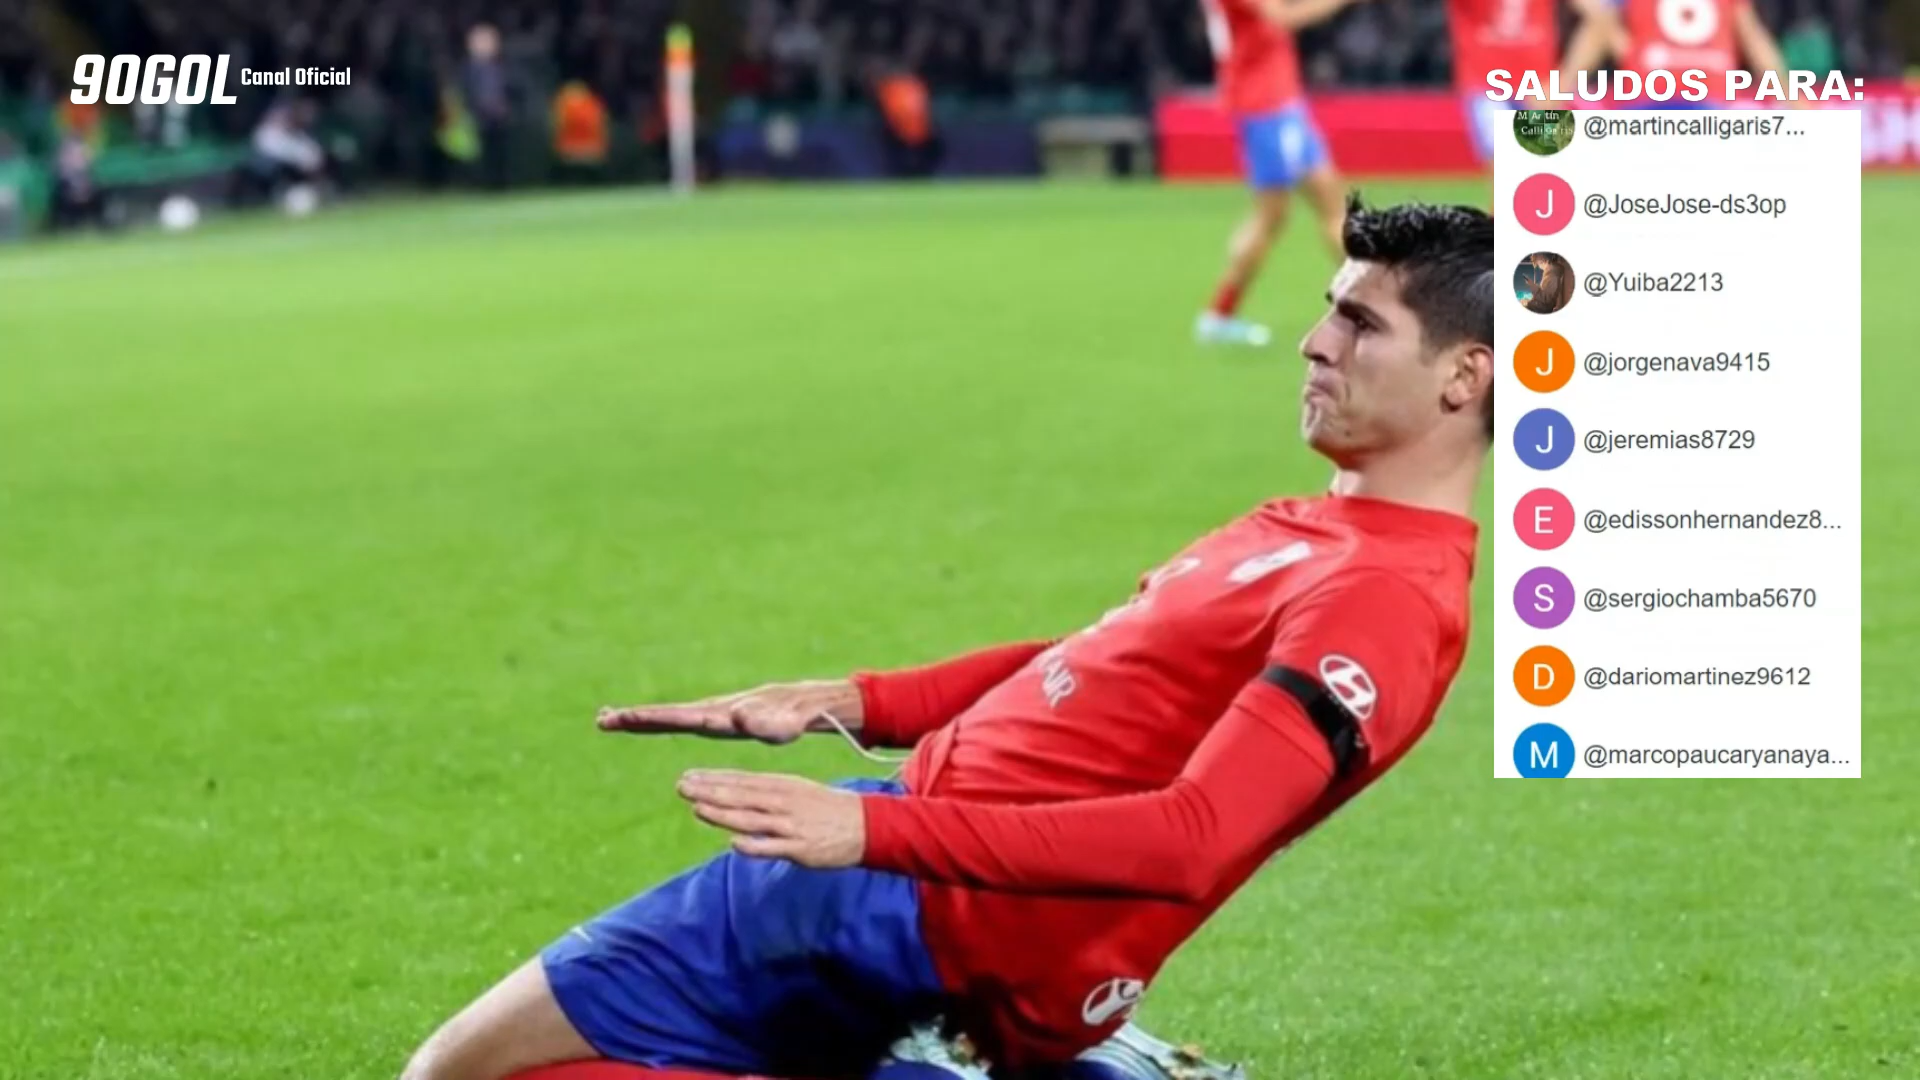 90GOL Canal Oficial
SALUDOS PARA:
@martincalligaris7...
J @JoseJose-ds3op
@Yuiba2213
J @jorgenava9415
J @jeremias8729
E @edissonhernandez8...
S @sergiochamba5670
D @dariomartinez9612
M @marcopaucaryanaya...